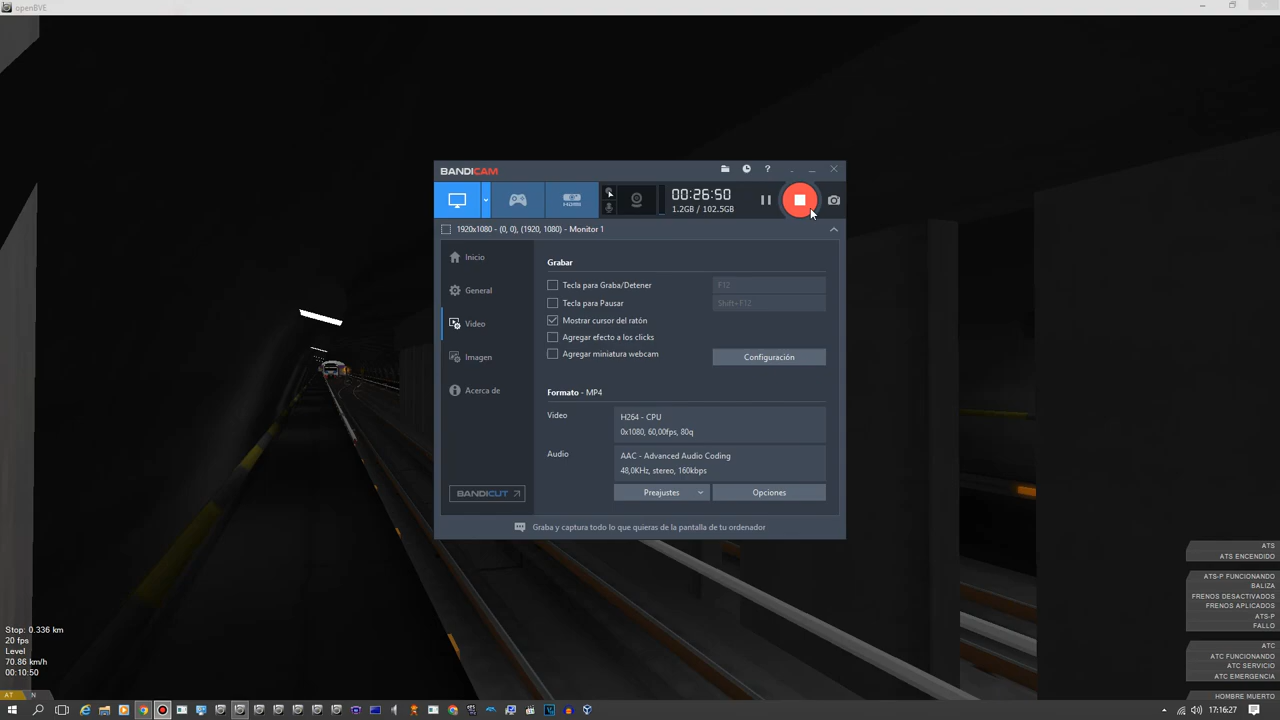 openBVE
BANDICAM
00:26:50
1.2GB / 102.5GB
1920x1080 - (0, 0), (1920, 1080) - Monitor 1
Inicio
General
Video
Imagen
Acerca de
BANDICUT
Grabar
Tecla para Graba/Detener F12
Tecla para Pausar Shift+F12
Mostrar cursor del ratón
Agregar efecto a los clicks
Agregar miniatura webcam Configuración
Formato - MP4
Video H264 - CPU
0x1080, 60,00fps, 80q
Audio AAC - Advanced Audio Coding
48,0KHz, stereo, 160kbps
Preajustes Opciones
Graba y captura todo lo que quieras de la pantalla de tu ordenador
Stop: 0.336 km
20 fps
Level
70.86 km/h
00:10:50
AT N
ATS
ATS ENCENDIDO
ATS-P FUNCIONANDO
BALIZA
FRENOS DESACTIVADOS
FRENOS APLICADOS
ATS-P
FALLO
ATC
ATC FUNCIONANDO
ATC SERVICIO
ATC EMERGENCIA
HOMBRE MUERTO
17:16:27